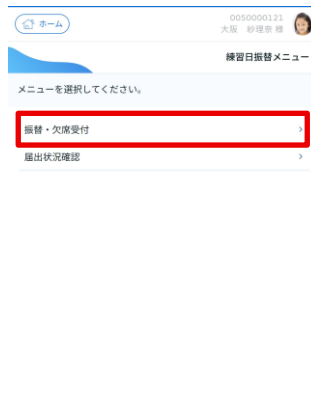 ホーム
0050000121
大阪 紗理奈 様
練習日振替メニュー
メニューを選択してください。
振替・欠席受付
届出状況確認